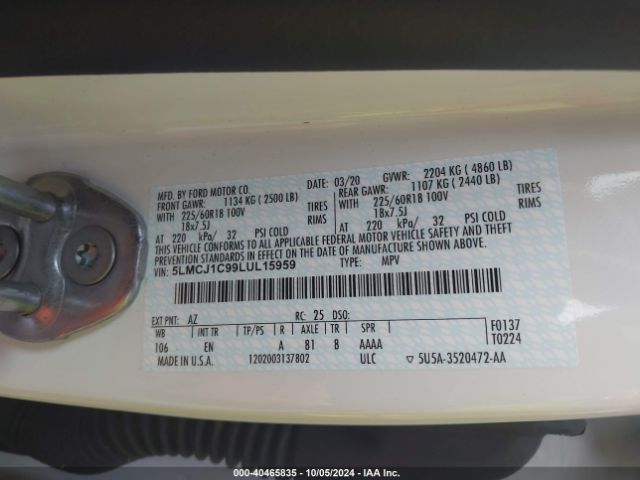 MFD. BY FORD MOTOR CO.
DATE: 03/20 GVWR: 2204 KG ( 4860 LB)
FRONT GAWR: 1134 KG ( 2500 LB) REAR GAWR: 1107 KG ( 2440 LB)
WITH 225/60R18 100V TIRES WITH 225/60R18 100V TIRES
18x7.5J RIMS 18x7.5J RIMS
AT 220 kPa/ 32 PSI COLD AT 220 kPa/ 32 PSI COLD
THIS VEHICLE CONFORMS TO ALL APPLICABLE FEDERAL MOTOR VEHICLE SAFETY AND THEFT
PREVENTION STANDARDS IN EFFECT ON THE DATE OF MANUFACTURE SHOWN ABOVE.
VIN: 5LMCJ1C99LUL15959 TYPE: MPV
EXT PNT: AZ RC: 25 DSO:
WB INT TR TP/PS R AXLE TR SPR
106 EN A 81 8 AAAA
F0137
T0224
MADE IN U.S.A. 1202003137802 ULC ▽ 5U5A-3520472-AA
000-40465835 - 10/05/2024 - IAA Inc.